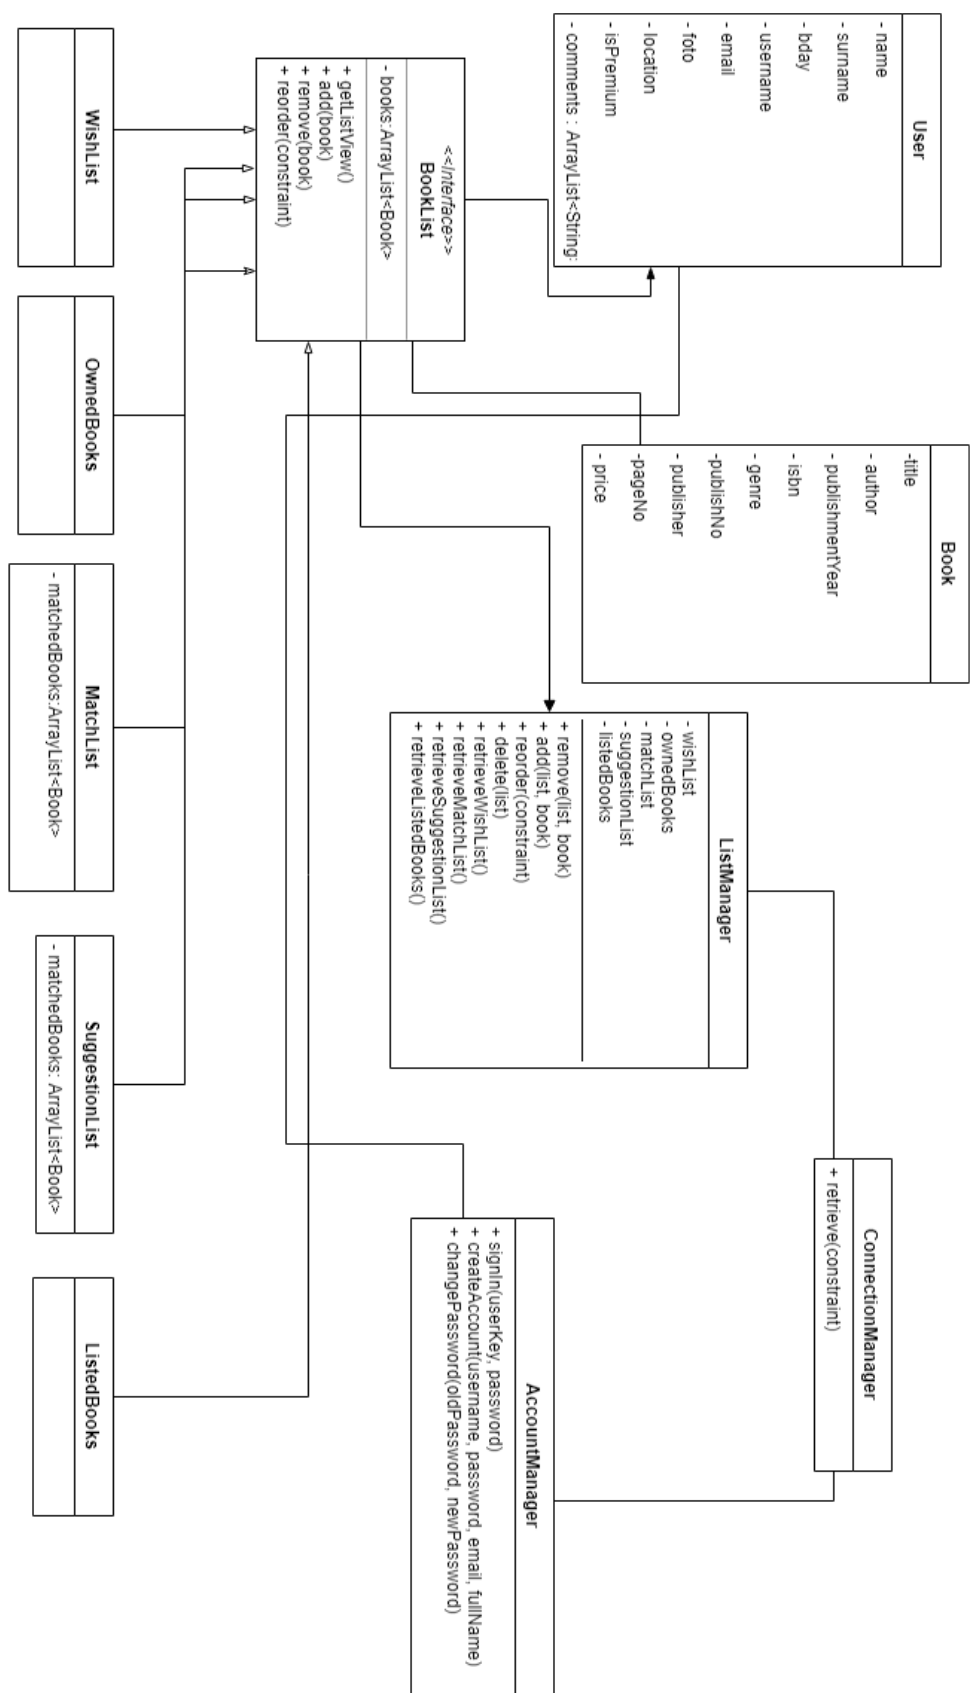 User
- name
- surname
- bday
- username
- email
- foto
- location
- isPremium
- comments : ArrayList<String:
Book
-title
- author
- publishmentYear
- isbn
- genre
-publishNo
- publisher
-pageNo
- price
<<Interface>>
BookList
- books:ArrayList<Book>
+ getListView()
+ add(book)
+ remove(book)
+ reorder(constraint)
ListManager
- wishList
- ownedBooks
- matchList
- suggestionList
- listedBooks
+ remove(list, book)
+ add(list, book)
+ reorder(constraint)
+ delete(list)
+ retrieveWishList()
+ retrieveMatchList()
+ retrieveSuggestionList()
+ retrieveListedBooks()
ConnectionManager
+ retrieve(constraint)
AccountManager
+ signIn(userKey, password)
+ createAccount(username, password, email, fullName)
+ changePassword(oldPassword, newPassword)
WishList
OwnedBooks
MatchList
- matchedBooks:ArrayList<Book>
SuggestionList
- matchedBooks: ArrayList<Book>
ListedBooks